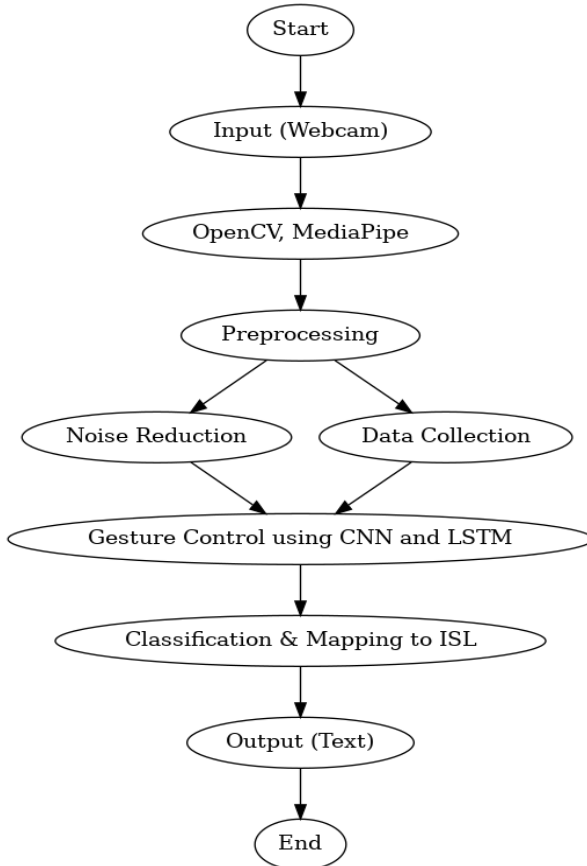 Start
Input (Webcam)
OpenCV, MediaPipe
Preprocessing
Noise Reduction
Data Collection
Gesture Control using CNN and LSTM
Classification & Mapping to ISL
Output (Text)
End